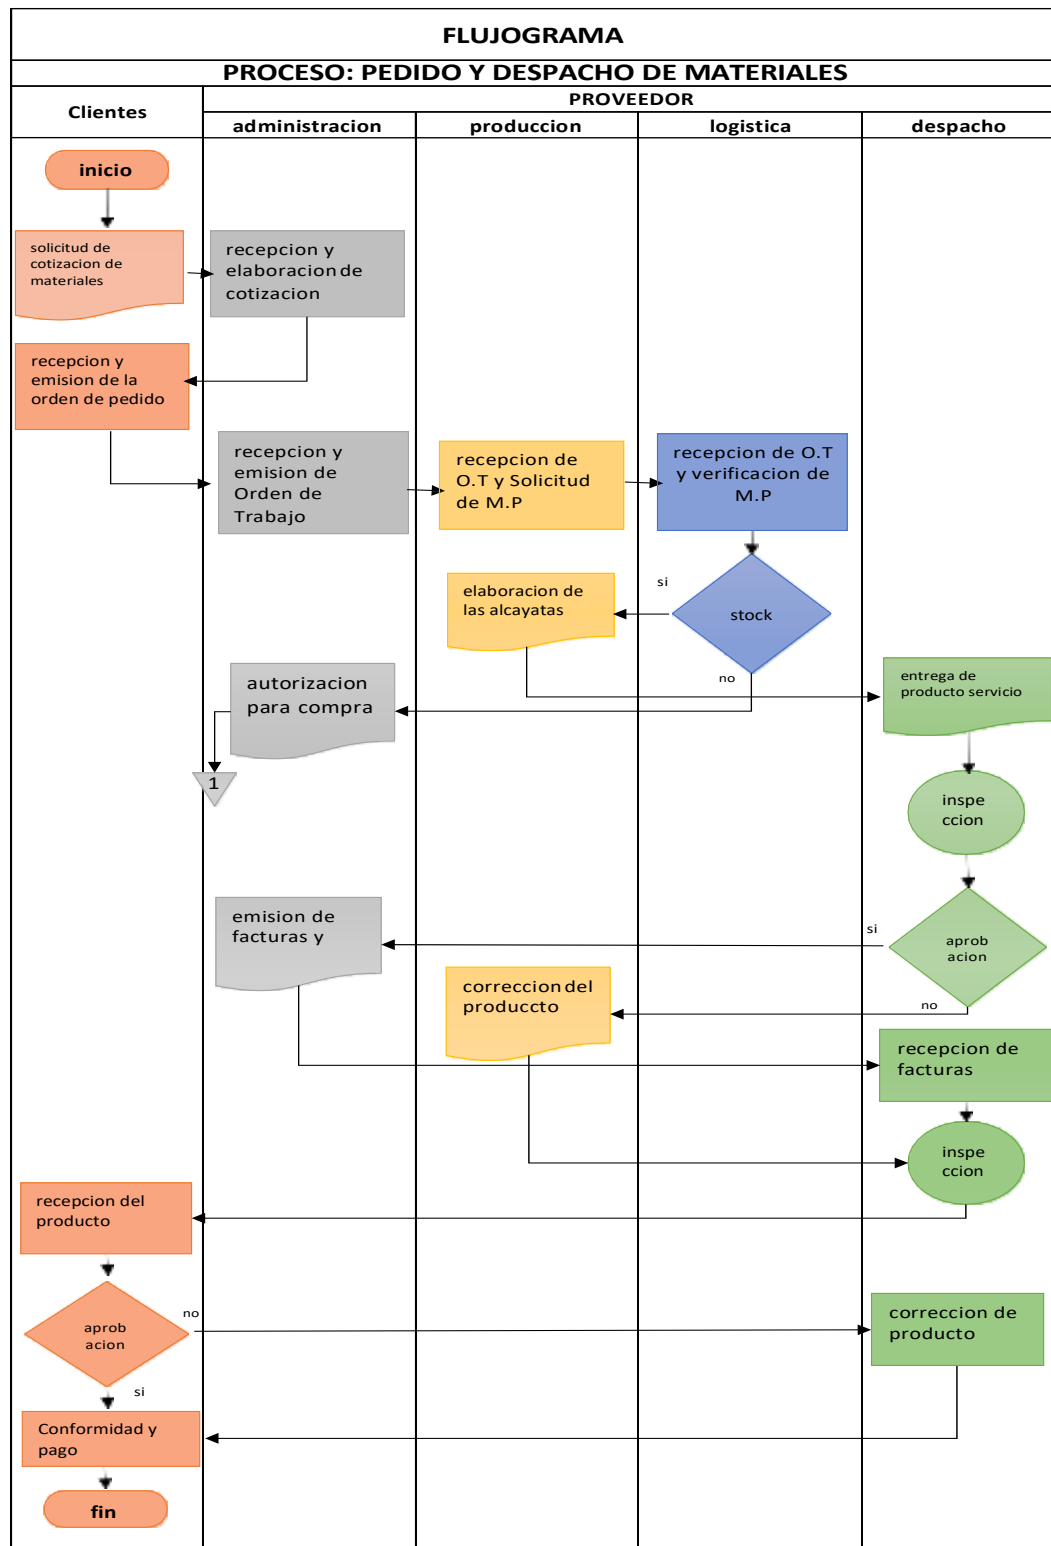 FLUJOGRAMA
PROCESO: PEDIDO Y DESPACHO DE MATERIALES
Clientes
PROVEEDOR
administracion
produccion
logistica
despacho
inicio
solicitud de
cotizacion de
materiales
recepcion y
elaboracion de
cotizacion
recepcion y
emision de la
orden de pedido
recepcion y
emision de
Orden de
Trabajo
recepcion de
O.T y Solicitud
de M.P
recepcion de O.T
y verificacion de
M.P
si
elaboracion de
las alcayatas
stock
no
entrega de
producto servicio
autorizacion
para compra
1
inspe
ccion
emision de
facturas y
si
aprob
acion
correccion del
produccto
no
recepcion de
facturas
inspe
ccion
recepcion del
producto
no
aprob
acion
correccion de
producto
si
Conformidad y
pago
fin